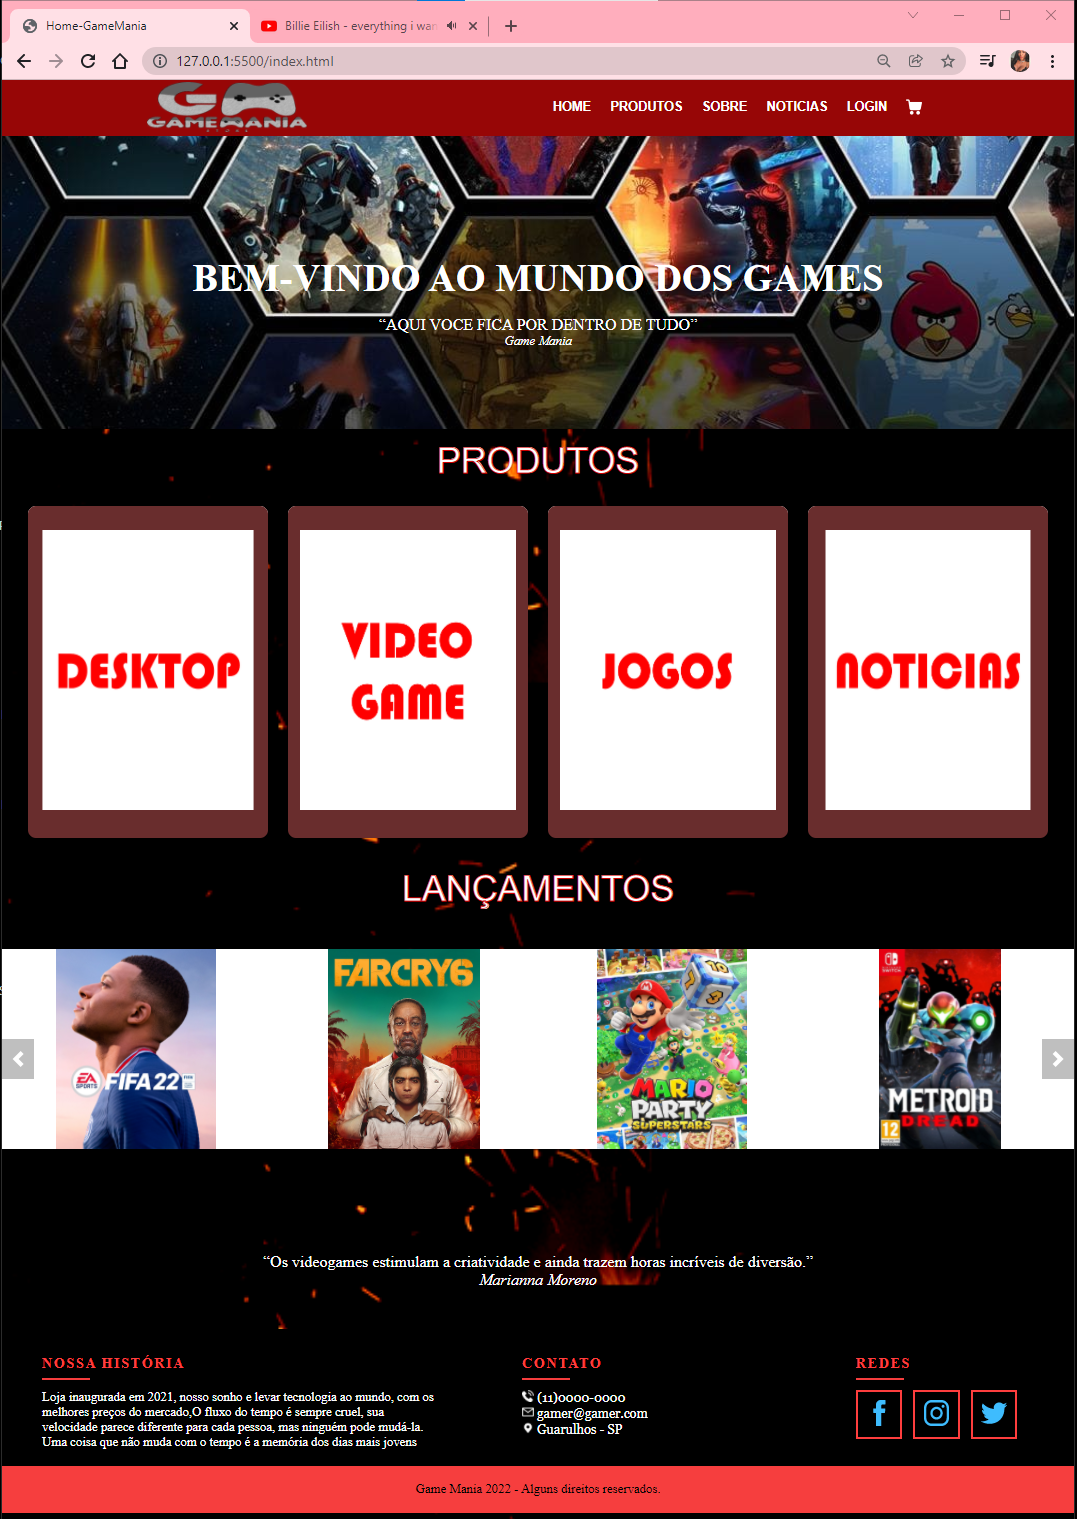 Home-GameMania
Billie Eilish - everything i wan
127.0.0.1:5500/index.html
GAMEMANIA
HOME PRODUTOS SOBRE NOTICIAS LOGIN
BEM-VINDO AO MUNDO DOS GAMES
“AQUI VOCE FICA POR DENTRO DE TUDO”
Game Mania
PRODUTOS
DESKTOP
VIDEO
GAME
JOGOS
NOTICIAS
LANÇAMENTOS
EA
SPORTS
FIFA 22
FARCRY6
MARIO
PARTY
SUPERSTARS
SWITCH
METROID
DREAD
12
“Os videogames estimulam a criatividade e ainda trazem horas incríveis de diversão.”
Marianna Moreno
NOSSA HISTÓRIA
Loja inaugurada em 2021, nosso sonho e levar tecnologia ao mundo, com os
melhores preços do mercado,O fluxo do tempo é sempre cruel, sua
velocidade parece diferente para cada pessoa, mas ninguém pode mudá-la.
Uma coisa que não muda com o tempo é a memória dos dias mais jovens
CONTATO
(11)0000-0000
gamer@gamer.com
Guarulhos - SP
REDES
Game Mania 2022 - Alguns direitos reservados.